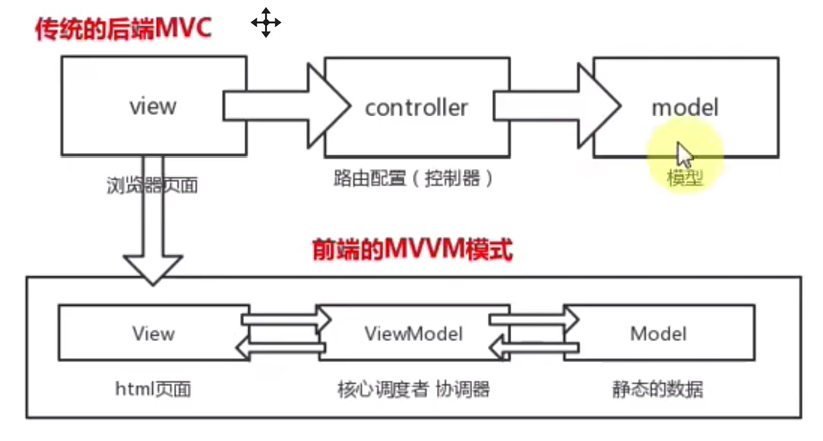 传统的后端MVC
view
controller
model
浏览器页面
路由配置（控制器）
模型
前端的MVVM模式
View
ViewModel
Model
html页面
核心调度者 协调器
静态的数据